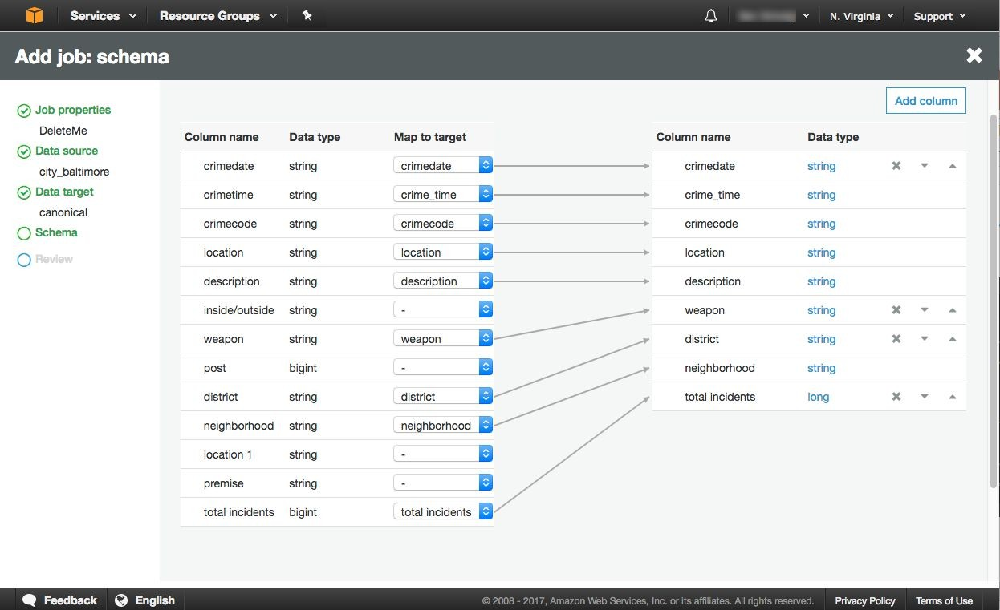 Services Resource Groups N. Virginia Support
Add job: schema
Add column
Job properties
DeleteMe
Data source
city_baltimore
Data target
canonical
Schema
Review
Column name Data type Map to target Column name Data type
crimedate string crimedate crimedate string
crimetime string crime_time crime_time string
crimecode string crimecode crimecode string
location string location location string
description string description description string
inside/outside string - weapon string
weapon string weapon district string
post bigint - neighborhood string
district string district total incidents long
neighborhood string neighborhood
location 1 string -
premise string -
total incidents bigint total incidents
Feedback English © 2008 - 2017, Amazon Web Services, Inc. or its affiliates. All rights reserved. Privacy Policy Terms of Use